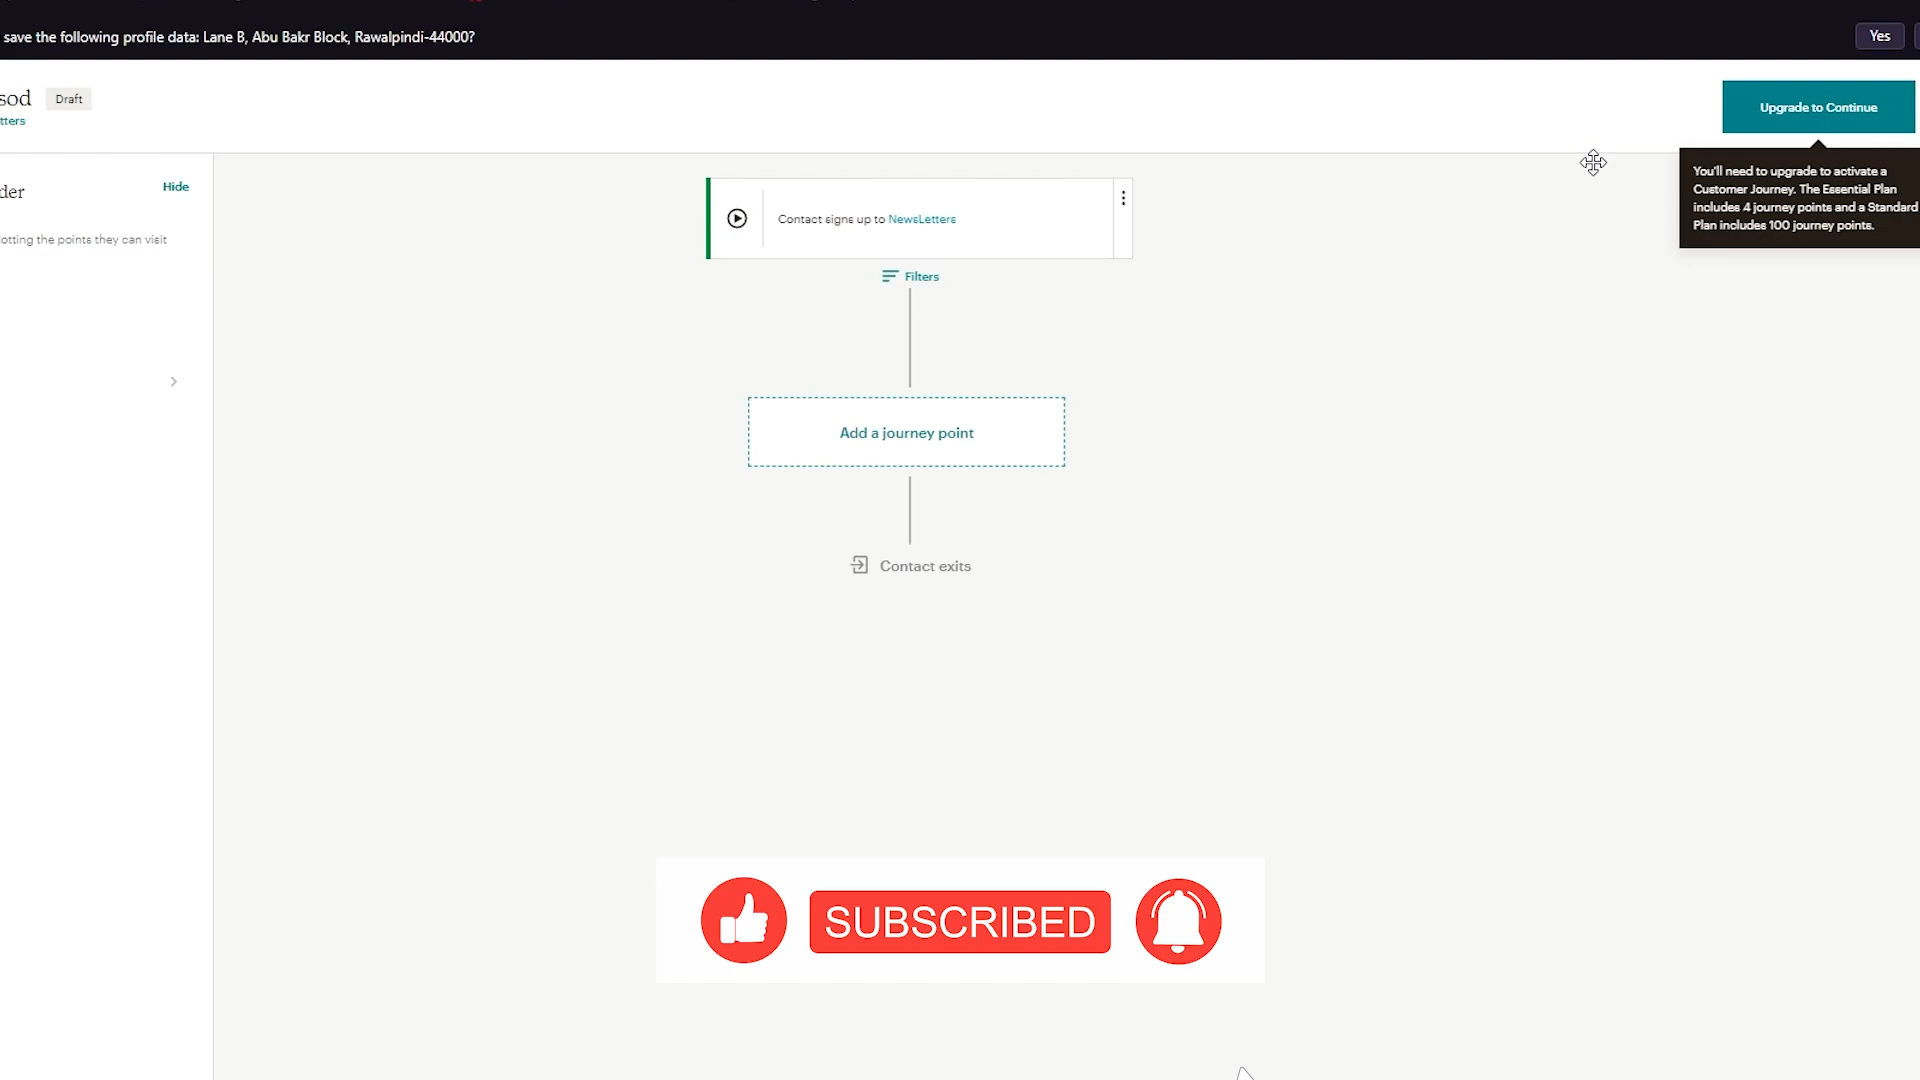 save the following profile data: Lane B, Abu Bakr Block, Rawalpindi-44000?
Yes
sod
Draft
tters
Upgrade to Continue
You'll need to upgrade to activate a
Customer Journey. The Essential Plan
includes 4 journey points and a Standard
Plan includes 100 journey points.
der
Hide
otting the points they can visit
Contact signs up to NewsLetters
Filters
Add a journey point
Contact exits
SUBSCRIBED